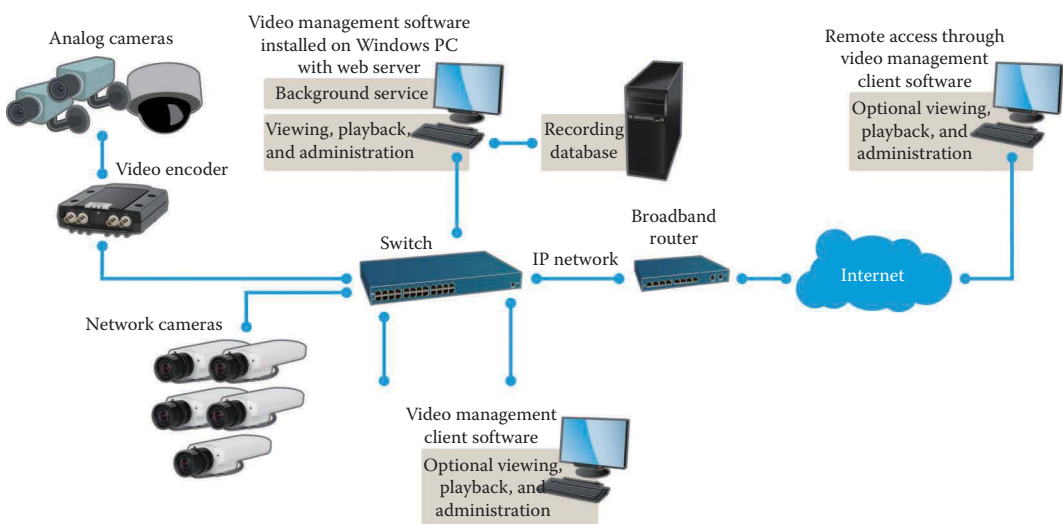 Analog cameras
Video encoder
Network cameras
Video management software
installed on Windows PC
with web server
Background service
Viewing, playback,
and administration
Recording
database
Switch
IP network
Broadband
router
Internet
Remote access through
video management
client software
Optional viewing,
playback, and
administration
Video management
client software
Optional viewing,
playback, and
administration